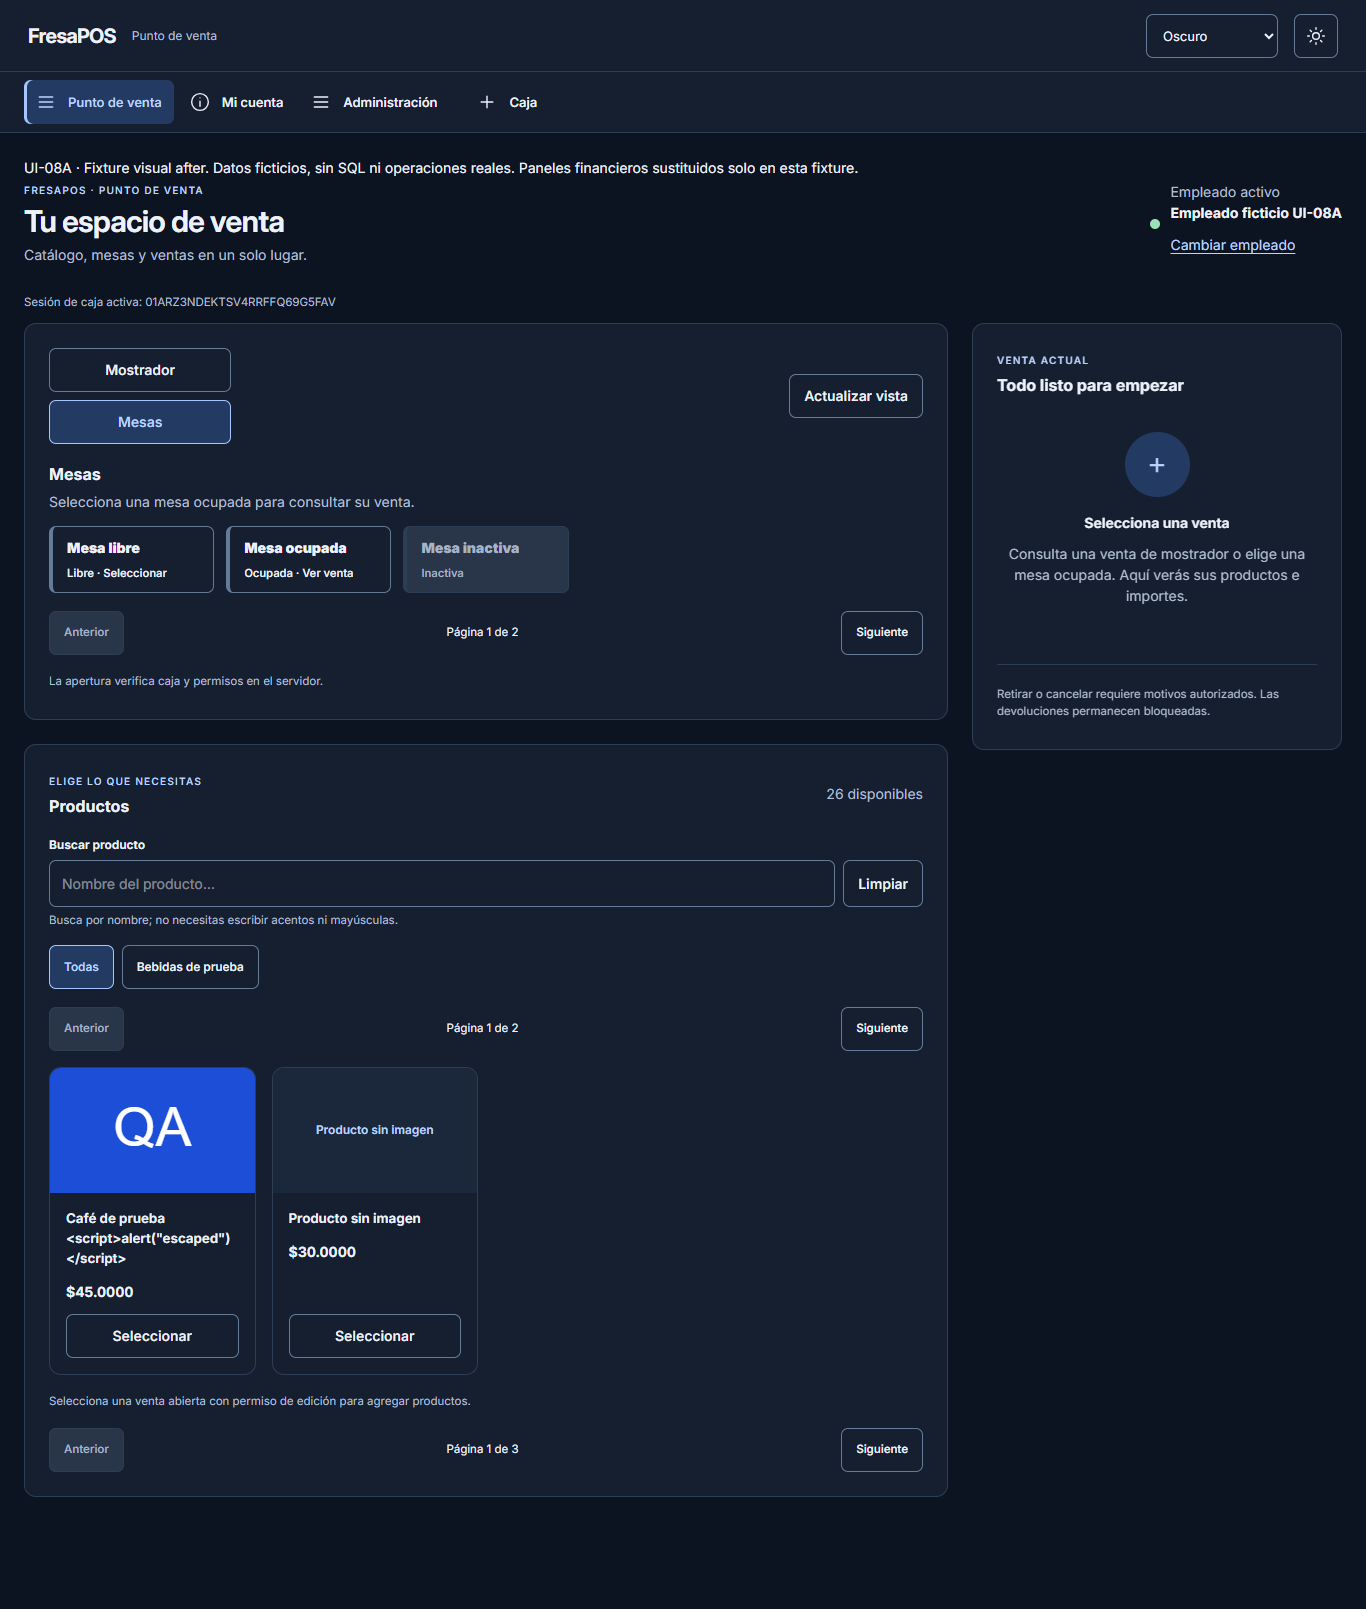 FresaPOS
Punto de venta
Oscuro
Punto de venta
Mi cuenta
Administración
Caja
UI-08A · Fixture visual after. Datos ficticios, sin SQL ni operaciones reales. Paneles financieros sustituidos solo en esta fixture.
FRESAPOS · PUNTO DE VENTA
Tu espacio de venta
Catálogo, mesas y ventas en un solo lugar.
Empleado activo
Empleado ficticio UI-08A
Cambiar empleado
Sesión de caja activa: 01ARZ3NDEKTSV4RRFFQ69G5FAV
Mostrador
Mesas
Actualizar vista
Mesas
Selecciona una mesa ocupada para consultar su venta.
Mesa libre
Libre · Seleccionar
Mesa ocupada
Ocupada · Ver venta
Mesa inactiva
Inactiva
Anterior
Página 1 de 2
Siguiente
La apertura verifica caja y permisos en el servidor.
VENTA ACTUAL
Todo listo para empezar
Selecciona una venta
Consulta una venta de mostrador o elige una
mesa ocupada. Aquí verás sus productos e
importes.
Retirar o cancelar requiere motivos autorizados. Las
devoluciones permanecen bloqueadas.
ELIGE LO QUE NECESITAS
Productos
26 disponibles
Buscar producto
Nombre del producto...
Limpiar
Busca por nombre; no necesitas escribir acentos ni mayúsculas.
Todas
Bebidas de prueba
Anterior
Página 1 de 2
Siguiente
QA
Café de prueba
<script>alert("escaped")
</script>
$45.0000
Seleccionar
Producto sin imagen
Producto sin imagen
$30.0000
Seleccionar
Selecciona una venta abierta con permiso de edición para agregar productos.
Anterior
Página 1 de 3
Siguiente